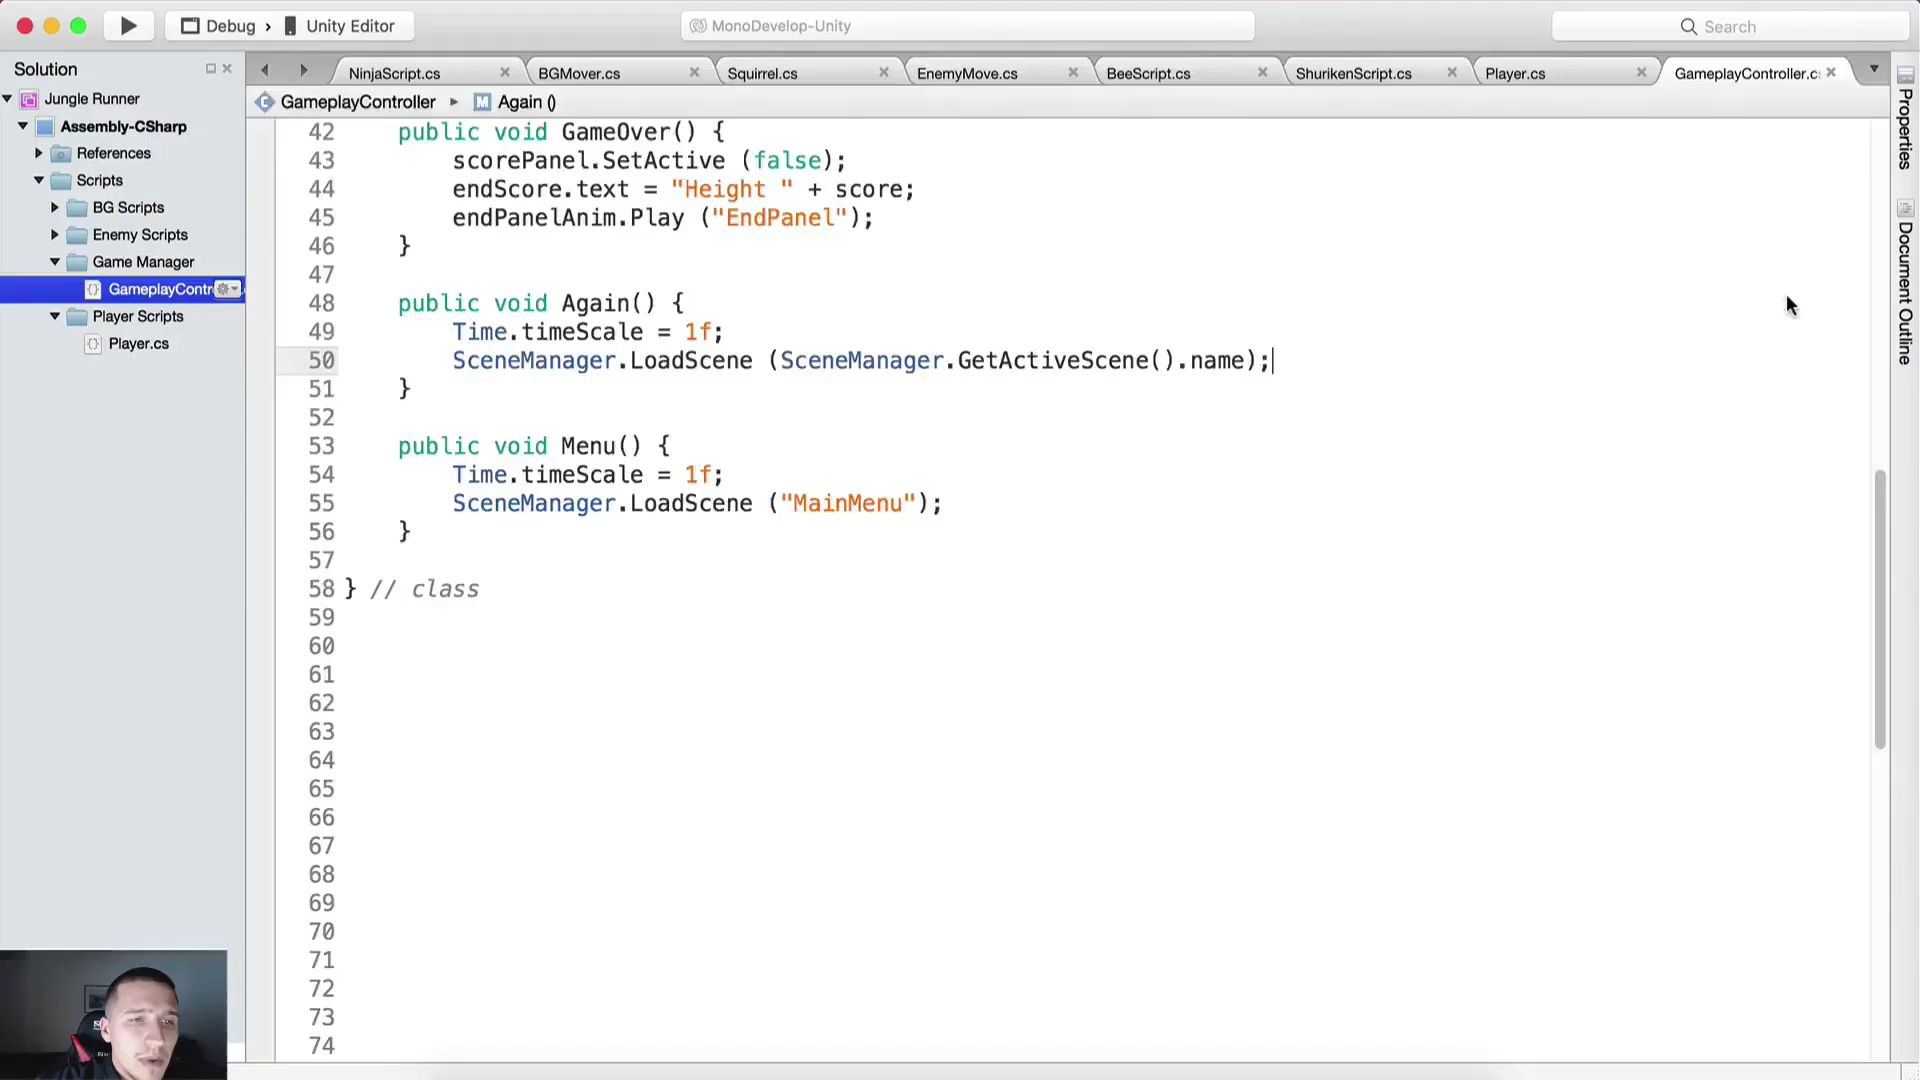 Debug › Unity Editor
MonoDevelop-Unity
Search
Solution
NinjaScript.cs
BGMover.cs
Squirrel.cs
EnemyMove.cs
BeeScript.cs
ShurikenScript.cs
Player.cs
GameplayController.c
GameplayController ▸ M Again ()
Jungle Runner
Assembly-CSharp
References
Scripts
BG Scripts
Enemy Scripts
Game Manager
GameplayContr
Player Scripts
Player.cs
42 public void GameOver() {
43 scorePanel.SetActive (false);
44 endScore.text = "Height " + score;
45 endPanelAnim.Play ("EndPanel");
46 }
47
48 public void Again() {
49 Time.timeScale = 1f;
50 SceneManager.LoadScene (SceneManager.GetActiveScene().name);
51 }
52
53 public void Menu() {
54 Time.timeScale = 1f;
55 SceneManager.LoadScene ("MainMenu");
56 }
57
58 } // class
59
60
61
62
63
64
65
66
67
68
69
70
71
72
73
74
Properties
Document Outline